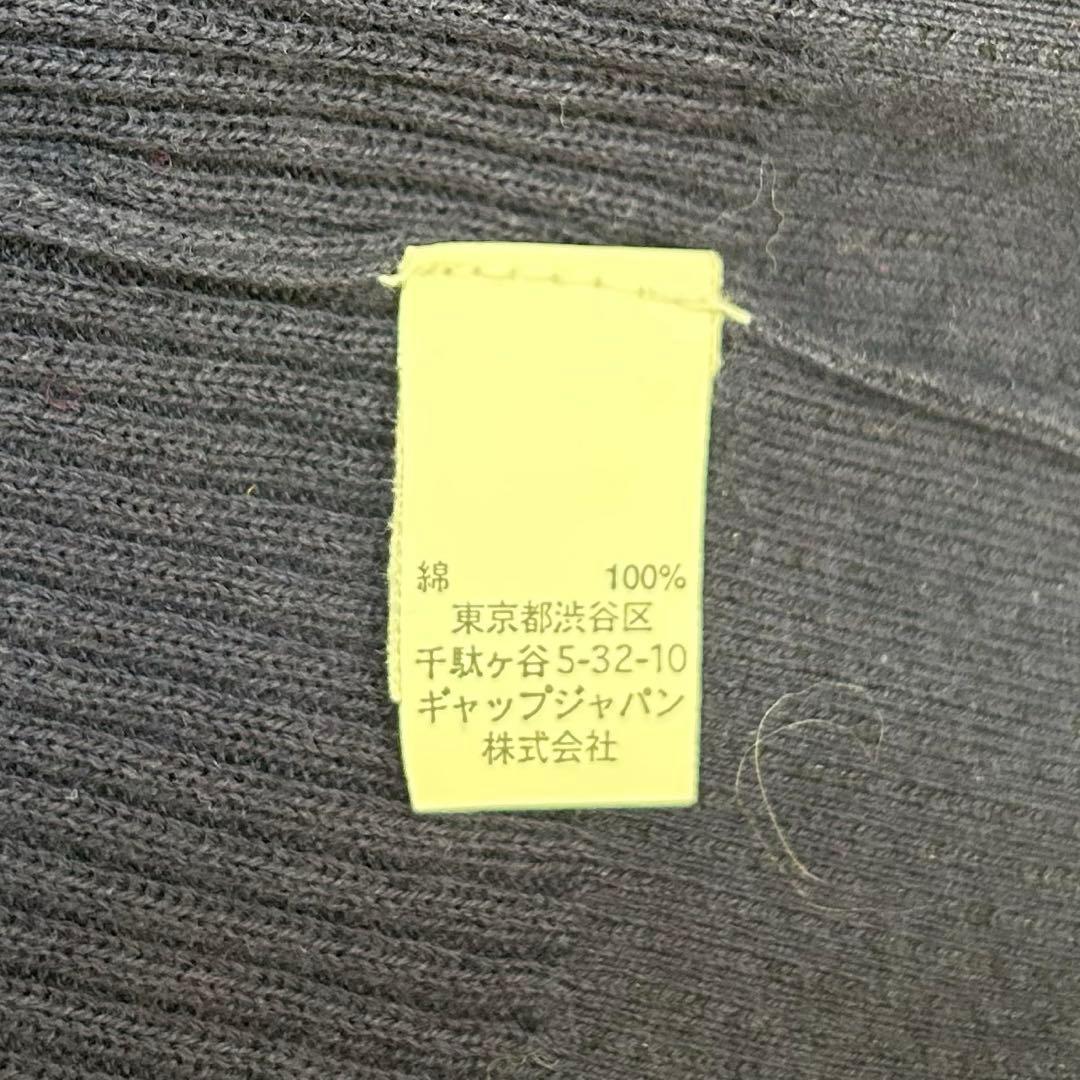 綿 100%
東京都渋谷区
千駄ヶ谷5-32-10
ギャップジャパン
株式会社